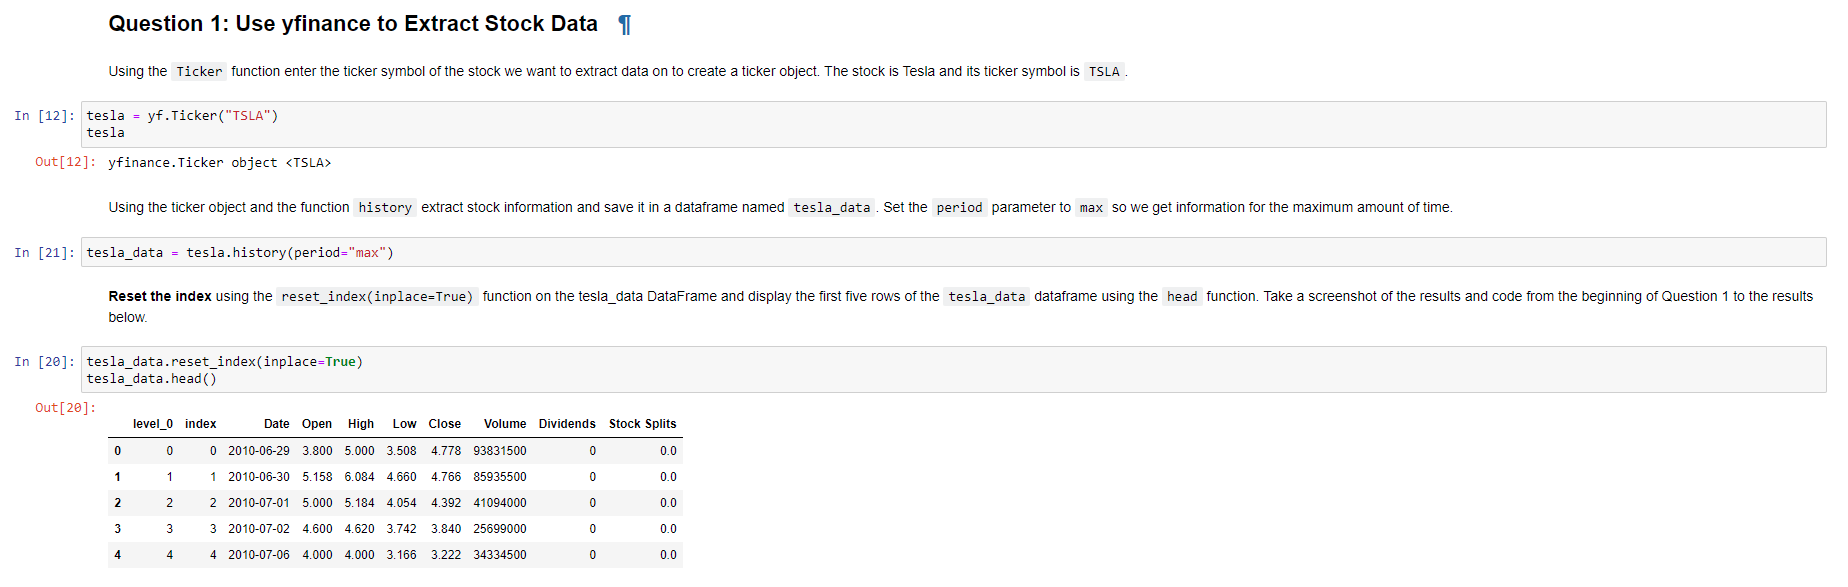 Question 1: Use yfinance to Extract Stock Data ¶
Using the Ticker function enter the ticker symbol of the stock we want to extract data on to create a ticker object. The stock is Tesla and its ticker symbol is TSLA .
In [12]: tesla = yf.Ticker("TSLA")
tesla
Out[12]: yfinance.Ticker object <TSLA>
Using the ticker object and the function history extract stock information and save it in a dataframe named tesla_data . Set the period parameter to max so we get information for the maximum amount of time.
In [21]: tesla_data = tesla.history(period="max")
Reset the index using the reset_index(inplace=True) function on the tesla_data DataFrame and display the first five rows of the tesla_data dataframe using the head function. Take a screenshot of the results and code from the beginning of Question 1 to the results
below.
In [20]: tesla_data.reset_index(inplace=True)
tesla_data.head()
Out[20]:
level_0 index Date Open High Low Close Volume Dividends Stock Splits
0 0 0 2010-06-29 3.800 5.000 3.508 4.778 93831500 0 0.0
1 1 1 2010-06-30 5.158 6.084 4.660 4.766 85935500 0 0.0
2 2 2 2010-07-01 5.000 5.184 4.054 4.392 41094000 0 0.0
3 3 3 2010-07-02 4.600 4.620 3.742 3.840 25699000 0 0.0
4 4 4 2010-07-06 4.000 4.000 3.166 3.222 34334500 0 0.0